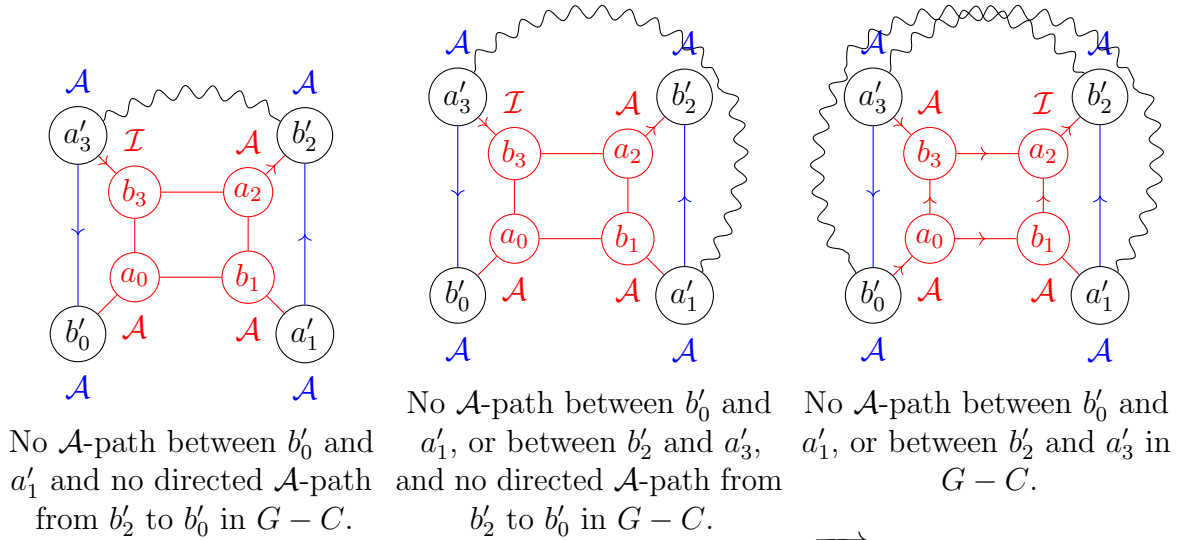 𝒜 𝒜
a′₃ ℐ 𝒜 b′₂
b₃ a₂
a₀ b₁
b′₀ 𝒜 𝒜 a′₁
𝒜 𝒜
No 𝒜-path between b′₀ and
a′₁ and no directed 𝒜-path
from b′₂ to b′₀ in G − C.
𝒜 𝒜
a′₃ ℐ 𝒜 b′₂
b₃ a₂
a₀ b₁
b′₀ 𝒜 𝒜 a′₁
𝒜 𝒜
No 𝒜-path between b′₀ and
a′₁, or between b′₂ and a′₃,
and no directed 𝒜-path from
b′₂ to b′₀ in G − C.
𝒜 𝒜
a′₃ 𝒜 ℐ b′₂
b₃ a₂
a₀ b₁
b′₀ 𝒜 𝒜 a′₁
𝒜 𝒜
No 𝒜-path between b′₀ and
a′₁, or between b′₂ and a′₃ in
G − C.